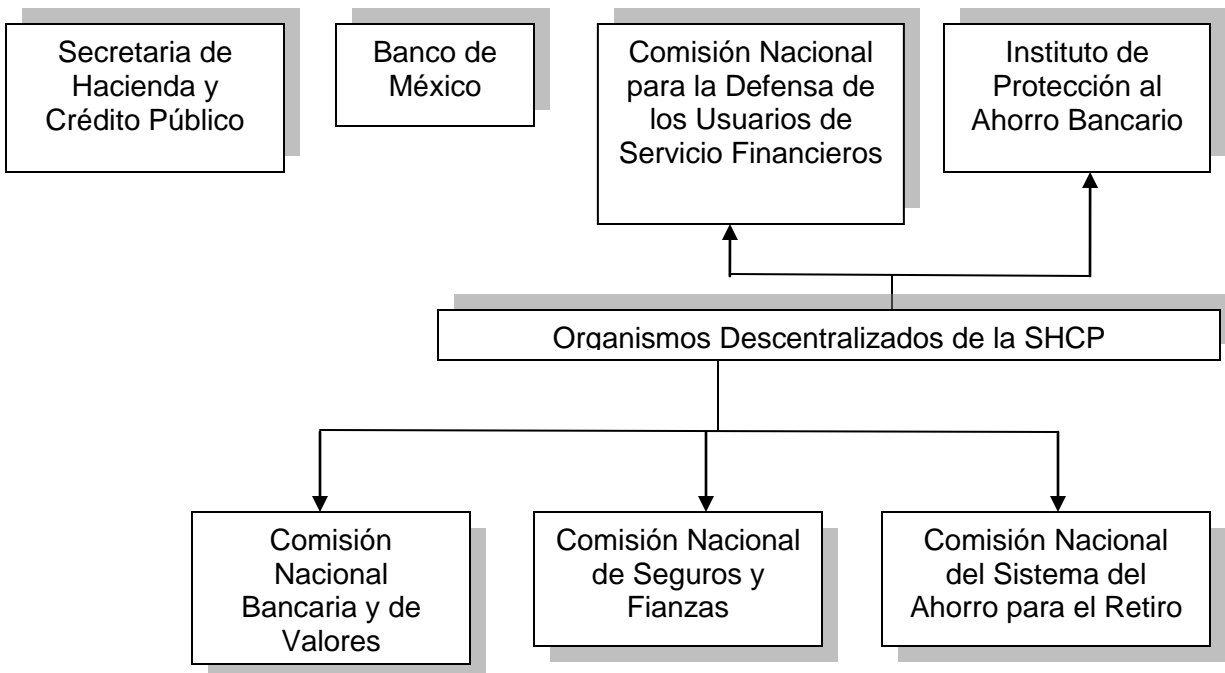 Secretaria de
Hacienda y
Crédito Público
Banco de
México
Comisión Nacional
para la Defensa de
los Usuarios de
Servicio Financieros
Instituto de
Protección al
Ahorro Bancario
Organismos Descentralizados de la SHCP
Comisión
Nacional
Bancaria y de
Valores
Comisión Nacional
de Seguros y
Fianzas
Comisión Nacional
del Sistema del
Ahorro para el Retiro